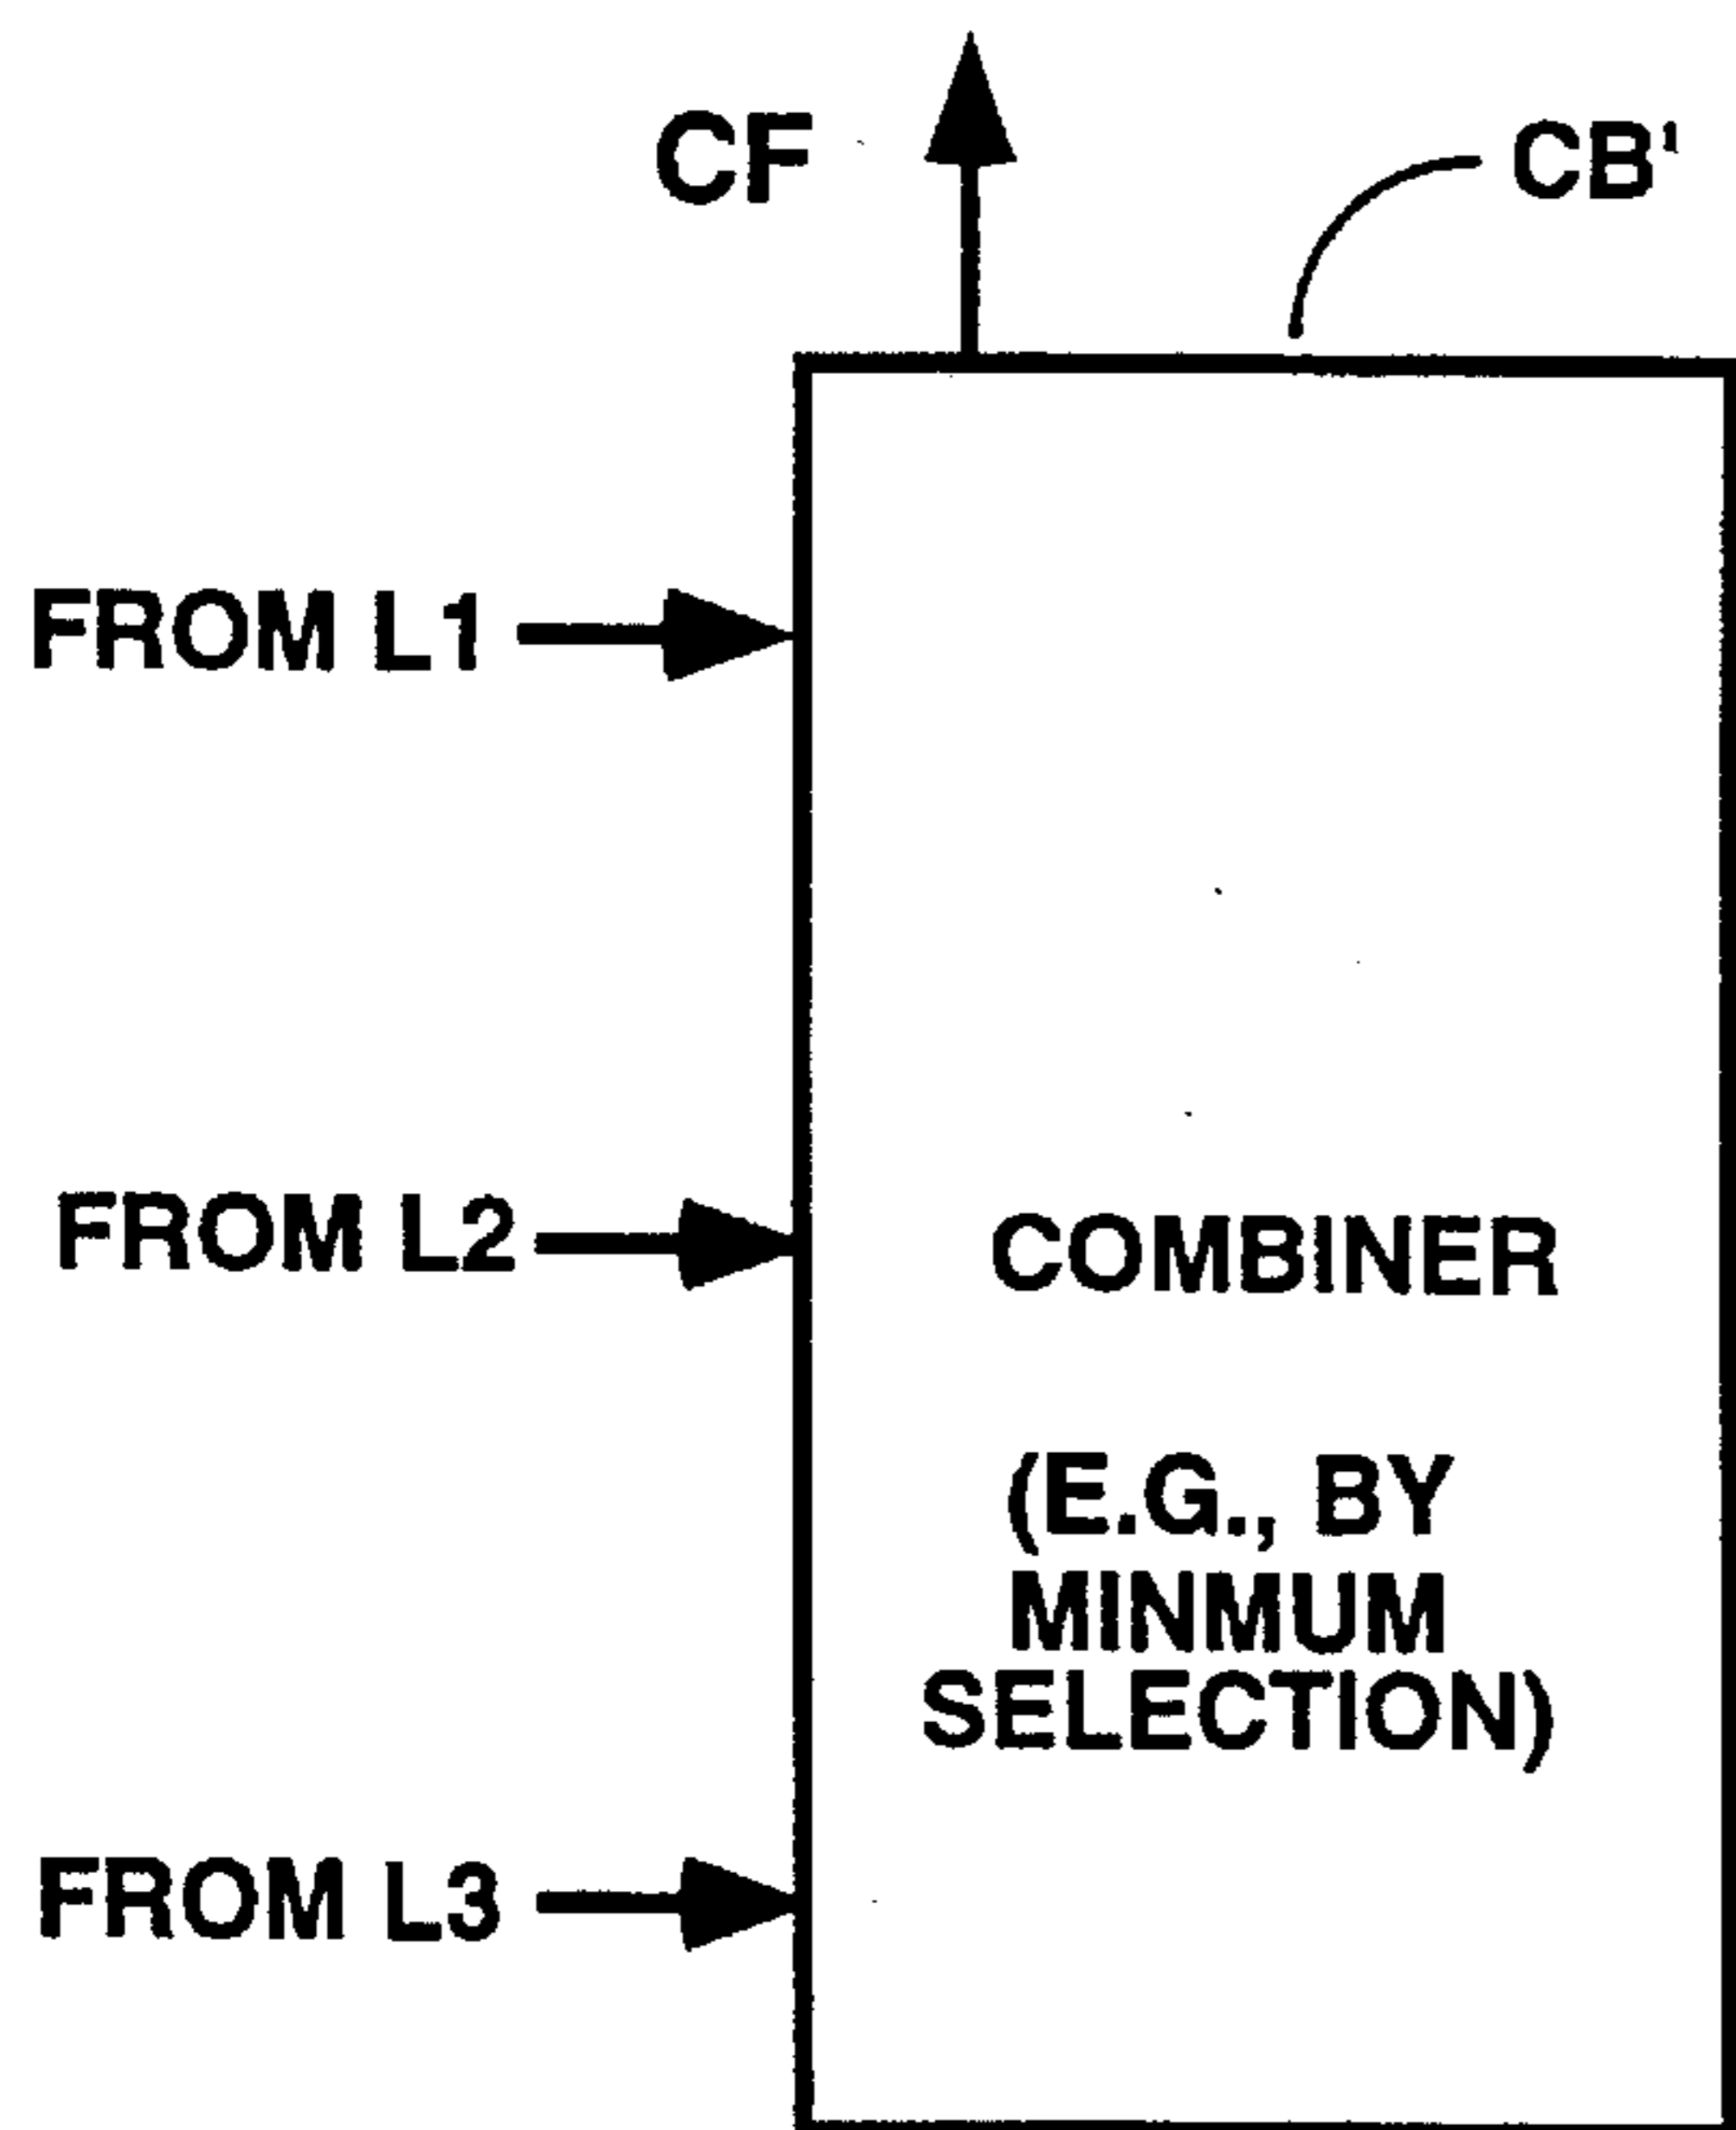 CF
CB'
FROM L1
FROM L2
COMBINER
(E.G., BY
MINMUM
SELECTION)
FROM L3